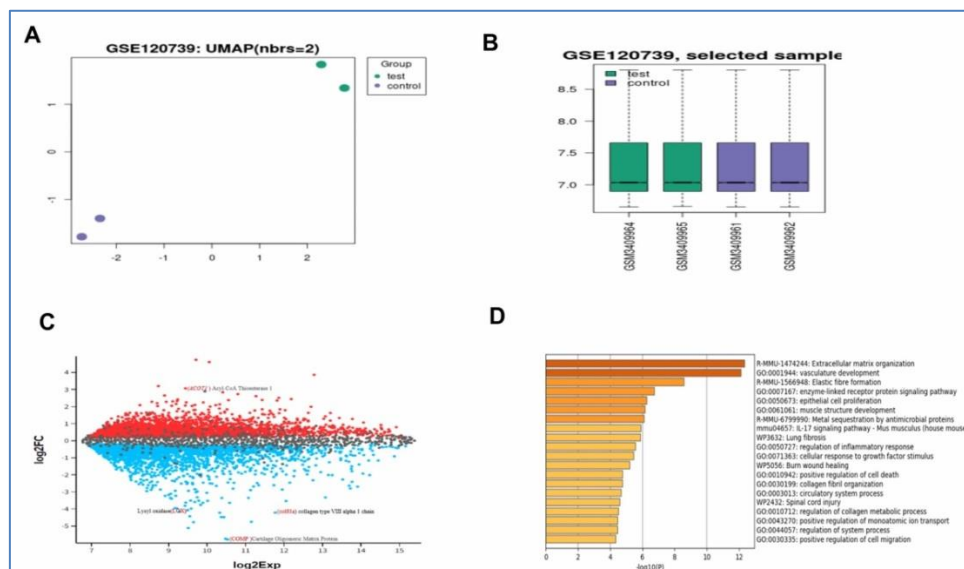 A
GSE120739: UMAP(nbrs=2)
Group
test
control
1
0
-1
-2
-1
0
1
2
B
GSE120739, selected sample
test
control
8.5
7.5
7.0
GSM3409964
GSM3409965
GSM3409961
GSM3409962
C
log2FC
4
3
2
1
0
-1
-2
-3
-4
-5
Acyl CoA Thioesterase 1
Lysyl oxidase
collagen type VIII alpha 1 chain
(COMP) Cartilage Oligomeric Matrix Protein
7
8
9
10
11
12
13
14
15
log2Exp
D
R-MMU-1474244: Extracellular matrix organization
GO:0001944: vasculature development
R-MMU-1566948: Elastic fibre formation
GO:0007167: enzyme-linked receptor protein signaling pathway
GO:0050673: epithelial cell proliferation
GO:0061061: muscle structure development
R-MMU-6799990: Metal sequestration by antimicrobial proteins
mmu04657: IL-17 signaling pathway - Mus musculus (house mouse
WP3632: Lung fibrosis
GO:0050727: regulation of inflammatory response
GO:0071363: cellular response to growth factor stimulus
WP5056: Burn wound healing
GO:0010942: positive regulation of cell death
GO:0030199: collagen fibril organization
GO:0003013: circulatory system process
WP2432: Spinal cord injury
GO:0010712: regulation of collagen metabolic process
GO:0043270: positive regulation of monoatomic ion transport
GO:0044057: regulation of system process
GO:0030335: positive regulation of cell migration
0
2
4
6
8
10
12
-log10(P)